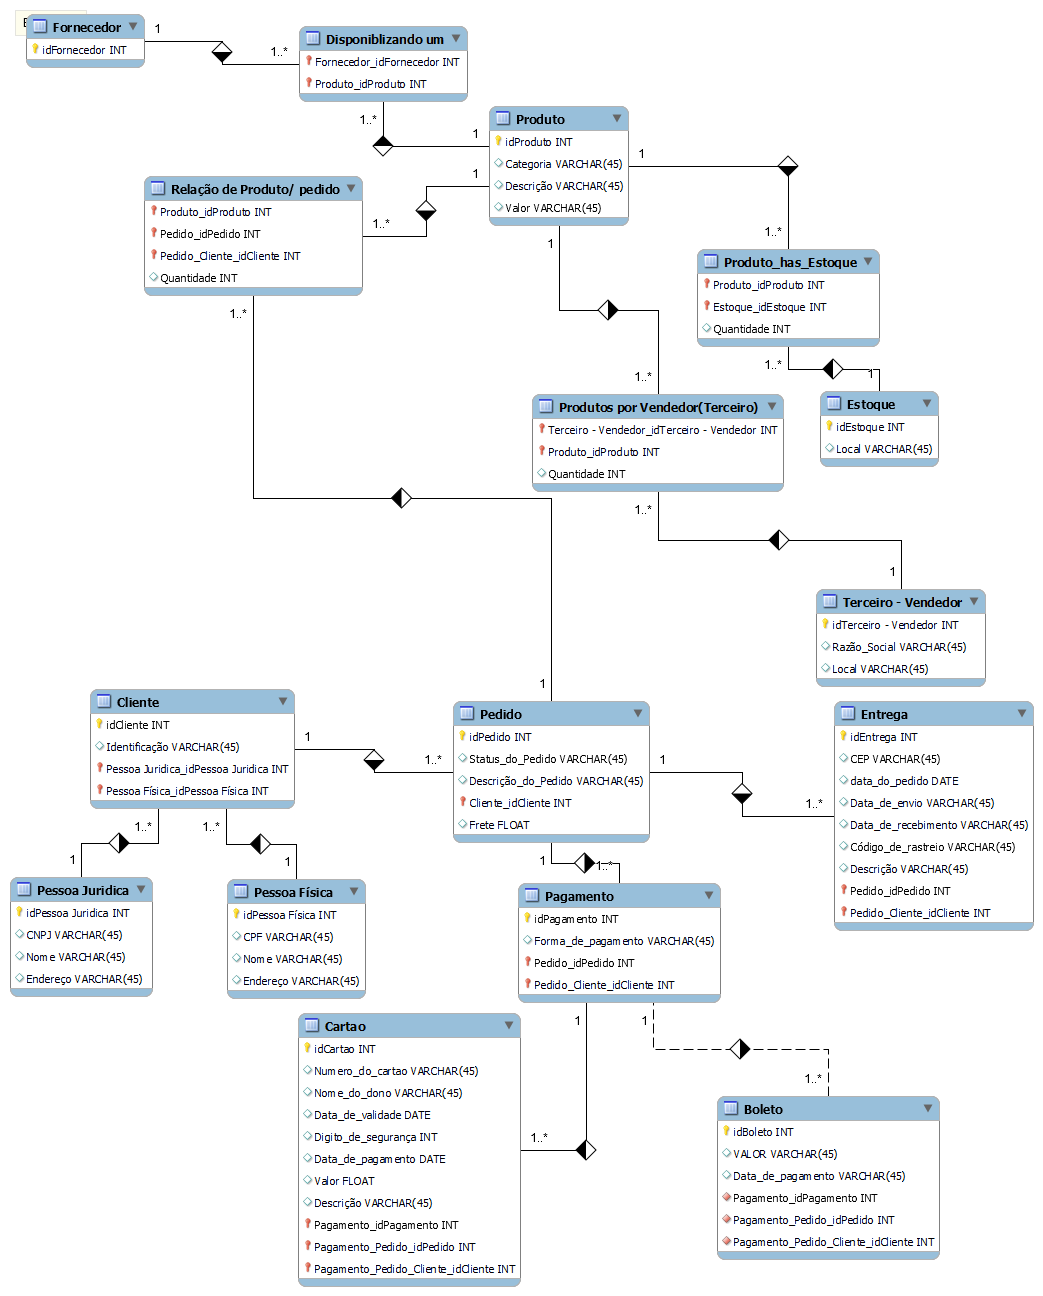 E
Fornecedor
idFornecedor INT
1
1..*
Disponiblizando um
Fornecedor_idFornecedor INT
Produto_idProduto INT
1..*
1
Produto
idProduto INT
Categoria VARCHAR(45)
Descrição VARCHAR(45)
Valor VARCHAR(45)
1
1..*
1
1..*
Relação de Produto/ pedido
Produto_idProduto INT
Pedido_idPedido INT
Pedido_Cliente_idCliente INT
Quantidade INT
1..*
1
1..*
Produto_has_Estoque
Produto_idProduto INT
Estoque_idEstoque INT
Quantidade INT
1..*
1
Estoque
idEstoque INT
Local VARCHAR(45)
Produtos por Vendedor(Terceiro)
Terceiro - Vendedor_idTerceiro - Vendedor INT
Produto_idProduto INT
Quantidade INT
1..*
1
Terceiro - Vendedor
idTerceiro - Vendedor INT
Razão_Social VARCHAR(45)
Local VARCHAR(45)
1
Cliente
idCliente INT
Identificação VARCHAR(45)
Pessoa Juridica_idPessoa Juridica INT
Pessoa Física_idPessoa Física INT
1
1..*
Pedido
idPedido INT
Status_do_Pedido VARCHAR(45)
Descrição_do_Pedido VARCHAR(45)
Cliente_idCliente INT
Frete FLOAT
1
1..*
Entrega
idEntrega INT
CEP VARCHAR(45)
data_do_pedido DATE
Data_de_envio VARCHAR(45)
Data_de_recebimento VARCHAR(45)
Código_de_rastreio VARCHAR(45)
Descrição VARCHAR(45)
Pedido_idPedido INT
Pedido_Cliente_idCliente INT
1..*
1..*
1
1
Pessoa Juridica
idPessoa Juridica INT
CNPJ VARCHAR(45)
Nome VARCHAR(45)
Endereço VARCHAR(45)
Pessoa Física
idPessoa Física INT
CPF VARCHAR(45)
Nome VARCHAR(45)
Endereço VARCHAR(45)
1
1..*
Pagamento
idPagamento INT
Forma_de_pagamento VARCHAR(45)
Pedido_idPedido INT
Pedido_Cliente_idCliente INT
1
1
1..*
1..*
Cartao
idCartao INT
Numero_do_cartao VARCHAR(45)
Nome_do_dono VARCHAR(45)
Data_de_validade DATE
Digito_de_segurança INT
Data_de_pagamento DATE
Valor FLOAT
Descrição VARCHAR(45)
Pagamento_idPagamento INT
Pagamento_Pedido_idPedido INT
Pagamento_Pedido_Cliente_idCliente INT
Boleto
idBoleto INT
VALOR VARCHAR(45)
Data_de_pagamento VARCHAR(45)
Pagamento_idPagamento INT
Pagamento_Pedido_idPedido INT
Pagamento_Pedido_Cliente_idCliente INT